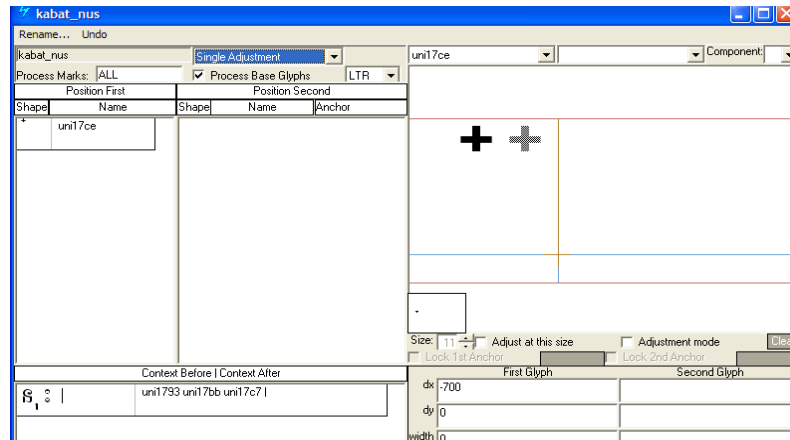 kabat_nus
Rename... Undo
kabat_nus Single Adjustment uni17ce Component:
Process Marks: ALL Process Base Glyphs LTR
Position First Position Second
Shape Name Shape Name Anchor
uni17ce
Size: 11 Adjust at this size Adjustment mode Clea
Lock 1st Anchor Lock 2nd Anchor
Context Before | Context After First Glyph Second Glyph
uni1793 uni17bb uni17c7 |
dx -700
dy 0
width 0